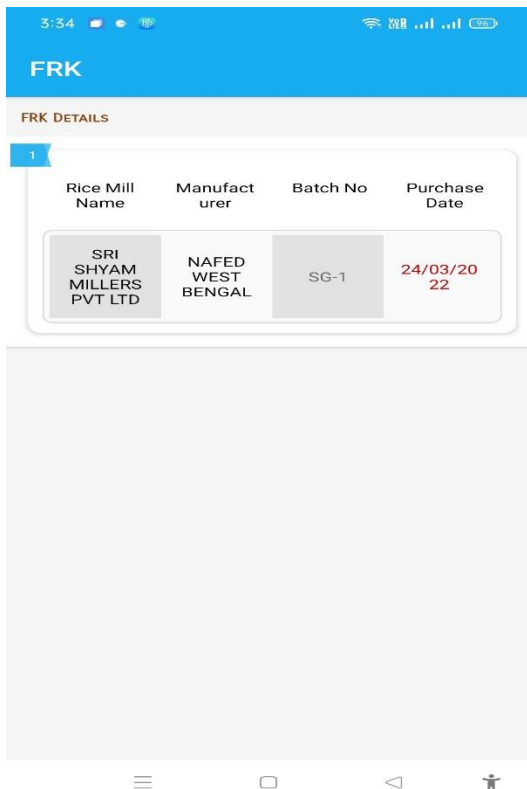 3:34
96
FRK
FRK DETAILS
1
Rice Mill Manufact Batch No Purchase
Name urer Date
SRI
SHYAM
MILLERS
PVT LTD
NAFED
WEST
BENGAL
SG-1
24/03/20
22